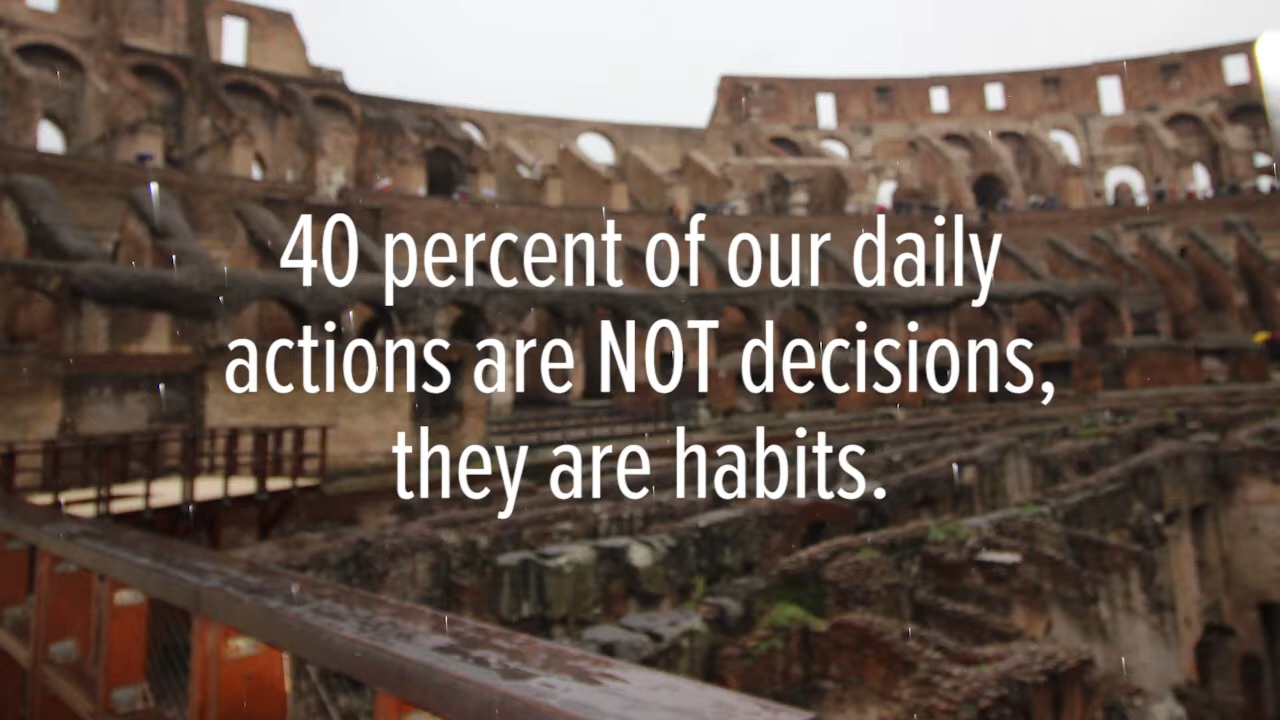 40 percent of our daily
actions are NOT decisions,
they are habits.